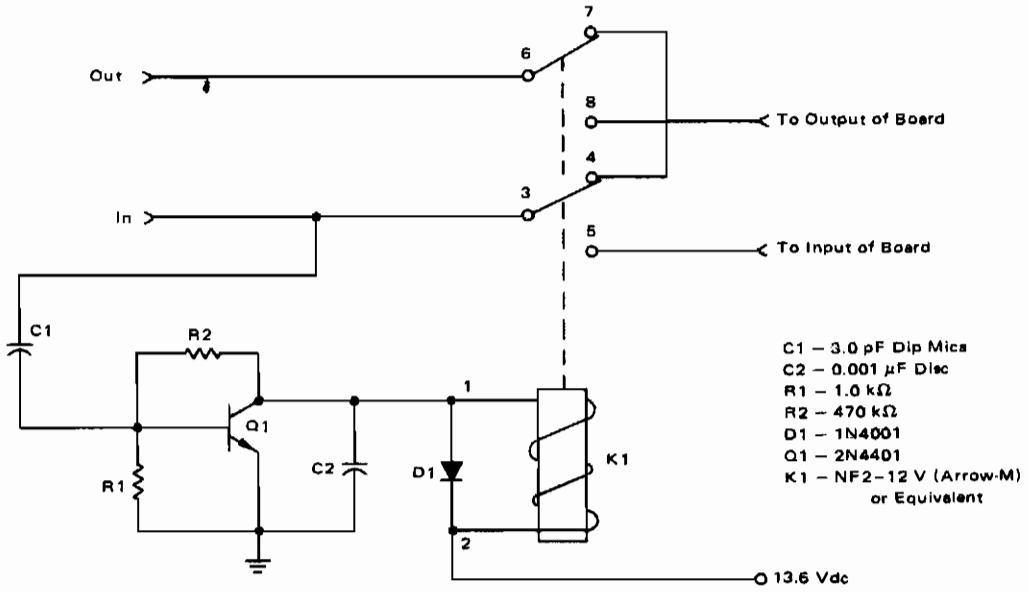 7
6
Out
8
To Output of Board
4
3
In
5
To Input of Board
C1
R2
1
Q1
R1
C2
D1
K1
2
13.6 Vdc
C1 – 3.0 pF Dip Mica
C2 – 0.001 µF Disc
R1 – 1.0 kΩ
R2 – 470 kΩ
D1 – 1N4001
Q1 – 2N4401
K1 – NF2–12 V (Arrow-M)
or Equivalent